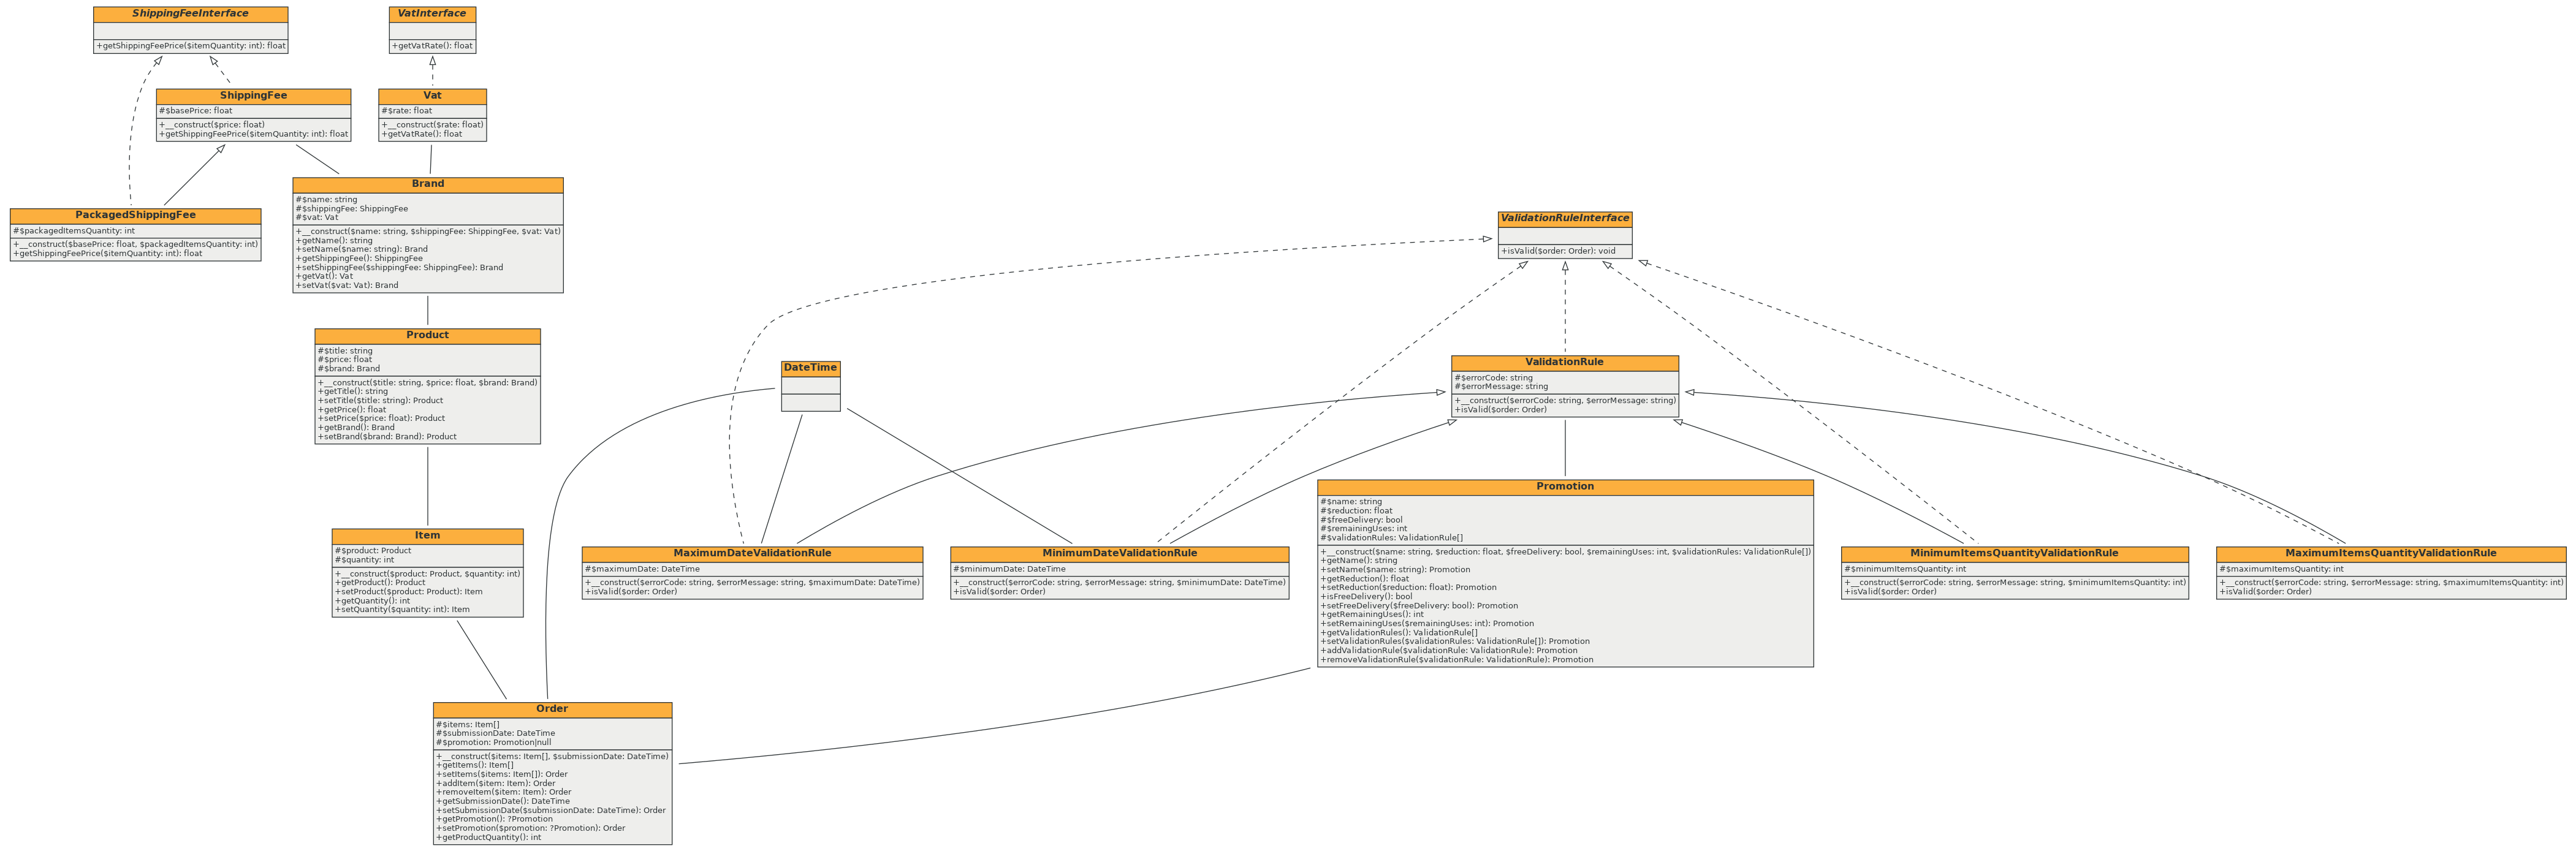 ShippingFeeInterface
+getShippingFeePrice($itemQuantity: int): float
VatInterface
+getVatRate(): float
ShippingFee
#$basePrice: float
+__construct($price: float)
+getShippingFeePrice($itemQuantity: int): float
Vat
#$rate: float
+__construct($rate: float)
+getVatRate(): float
PackagedShippingFee
#$packagedItemsQuantity: int
+__construct($basePrice: float, $packagedItemsQuantity: int)
+getShippingFeePrice($itemQuantity: int): float
Brand
#$name: string
#$shippingFee: ShippingFee
#$vat: Vat
+__construct($name: string, $shippingFee: ShippingFee, $vat: Vat)
+getName(): string
+setName($name: string): Brand
+getShippingFee(): ShippingFee
+setShippingFee($shippingFee: ShippingFee): Brand
+getVat(): Vat
+setVat($vat: Vat): Brand
ValidationRuleInterface
+isValid($order: Order): void
Product
#$title: string
#$price: float
#$brand: Brand
+__construct($title: string, $price: float, $brand: Brand)
+getTitle(): string
+setTitle($title: string): Product
+getPrice(): float
+setPrice($price: float): Product
+getBrand(): Brand
+setBrand($brand: Brand): Product
DateTime
ValidationRule
#$errorCode: string
#$errorMessage: string
+__construct($errorCode: string, $errorMessage: string)
+isValid($order: Order)
Item
#$product: Product
#$quantity: int
+__construct($product: Product, $quantity: int)
+getProduct(): Product
+setProduct($product: Product): Item
+getQuantity(): int
+setQuantity($quantity: int): Item
MaximumDateValidationRule
#$maximumDate: DateTime
+__construct($errorCode: string, $errorMessage: string, $maximumDate: DateTime)
+isValid($order: Order)
MinimumDateValidationRule
#$minimumDate: DateTime
+__construct($errorCode: string, $errorMessage: string, $minimumDate: DateTime)
+isValid($order: Order)
Promotion
#$name: string
#$reduction: float
#$freeDelivery: bool
#$remainingUses: int
#$validationRules: ValidationRule[]
+__construct($name: string, $reduction: float, $freeDelivery: bool, $remainingUses: int, $validationRules: ValidationRule[])
+getName(): string
+setName($name: string): Promotion
+getReduction(): float
+setReduction($reduction: float): Promotion
+isFreeDelivery(): bool
+setFreeDelivery($freeDelivery: bool): Promotion
+getRemainingUses(): int
+setRemainingUses($remainingUses: int): Promotion
+getValidationRules(): ValidationRule[]
+setValidationRules($validationRules: ValidationRule[]): Promotion
+addValidationRule($validationRule: ValidationRule): Promotion
+removeValidationRule($validationRule: ValidationRule): Promotion
MinimumItemsQuantityValidationRule
#$minimumItemsQuantity: int
+__construct($errorCode: string, $errorMessage: string, $minimumItemsQuantity: int)
+isValid($order: Order)
MaximumItemsQuantityValidationRule
#$maximumItemsQuantity: int
+__construct($errorCode: string, $errorMessage: string, $maximumItemsQuantity: int)
+isValid($order: Order)
Order
#$items: Item[]
#$submissionDate: DateTime
#$promotion: Promotion|null
+__construct($items: Item[], $submissionDate: DateTime)
+getItems(): Item[]
+setItems($items: Item[]): Order
+addItem($item: Item): Order
+removeItem($item: Item): Order
+getSubmissionDate(): DateTime
+setSubmissionDate($submissionDate: DateTime): Order
+getPromotion(): ?Promotion
+setPromotion($promotion: ?Promotion): Order
+getProductQuantity(): int